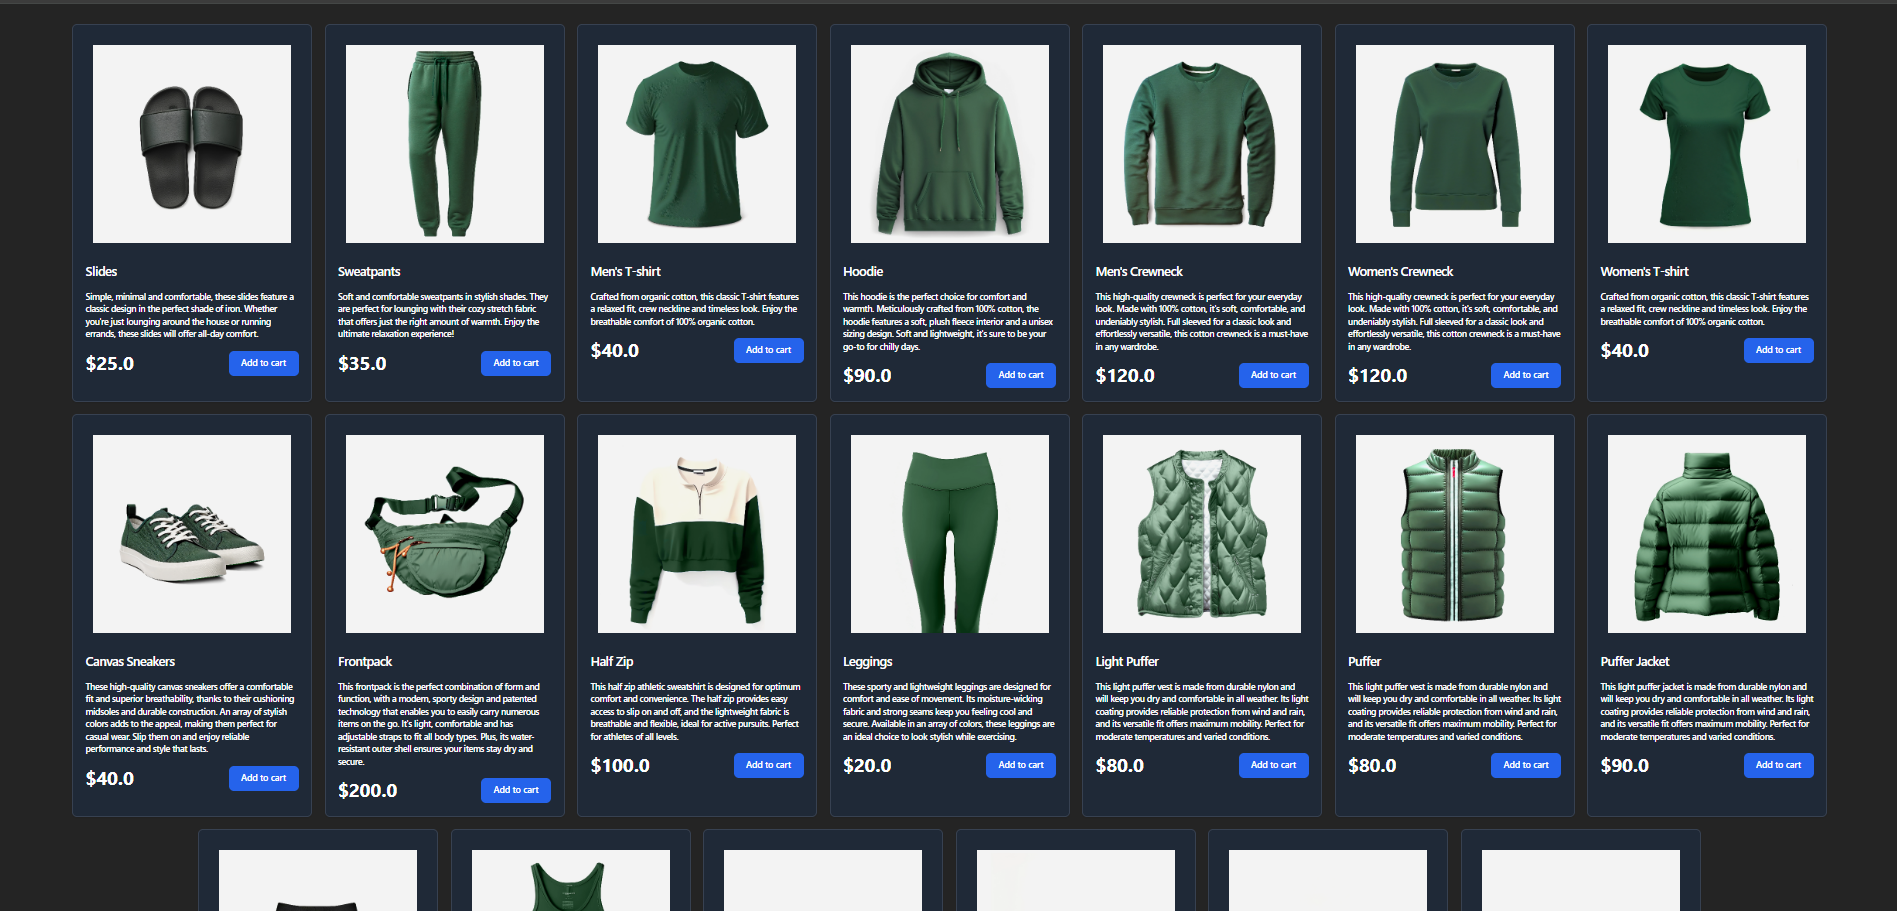 Slides
Simple, minimal and comfortable, these slides feature a
classic design in the perfect shade of iron. Whether
you're just lounging around the house or running
errands, these slides will offer all-day comfort.
$25.0
Add to cart
Sweatpants
Soft and comfortable sweatpants in stylish shades. They
are perfect for lounging with their cozy stretch fabric
that offers just the right amount of warmth. Enjoy the
ultimate relaxation experience!
$35.0
Add to cart
Men's T-shirt
Crafted from organic cotton, this classic T-shirt features
a relaxed fit, crew neckline and timeless look. Enjoy the
breathable comfort of 100% organic cotton.
$40.0
Add to cart
Hoodie
This hoodie is the perfect choice for comfort and
warmth. Meticulously crafted from 100% cotton, the
hoodie features a soft, plush fleece interior and a unisex
sizing design. Soft and lightweight, it's sure to be your
go-to for chilly days.
$90.0
Add to cart
Men's Crewneck
This high-quality crewneck is perfect for your everyday
look. Made with 100% cotton, it's soft, comfortable, and
undeniably stylish. Full sleeved for a classic look and
effortlessly versatile, this cotton crewneck is a must-have
in any wardrobe.
$120.0
Add to cart
Women's Crewneck
This high-quality crewneck is perfect for your everyday
look. Made with 100% cotton, it's soft, comfortable, and
undeniably stylish. Full sleeved for a classic look and
effortlessly versatile, this cotton crewneck is a must-have
in any wardrobe.
$120.0
Add to cart
Women's T-shirt
Crafted from organic cotton, this classic T-shirt features
a relaxed fit, crew neckline and timeless look. Enjoy the
breathable comfort of 100% organic cotton.
$40.0
Add to cart
Canvas Sneakers
These high-quality canvas sneakers offer a comfortable
fit and superior breathability, thanks to their cushioning
midsoles and durable construction. An array of stylish
colors adds to the appeal, making them perfect for
casual wear. Slip them on and enjoy reliable
performance and style that lasts.
$40.0
Add to cart
Frontpack
This frontpack is the perfect combination of form and
function, with a modern, sporty design and patented
technology that enables you to easily carry numerous
items on the go. It's light, comfortable and has
adjustable straps to fit all body types. Plus, its water-
resistant outer shell ensures your items stay dry and
secure.
$200.0
Add to cart
Half Zip
This half zip athletic sweatshirt is designed for optimum
comfort and convenience. The half zip provides easy
access to slip on and off, and the lightweight fabric is
breathable and flexible, ideal for active pursuits. Perfect
for athletes of all levels.
$100.0
Add to cart
Leggings
These sporty and lightweight leggings are designed for
comfort and ease of movement. Its moisture-wicking
fabric and strong seams keep you feeling cool and
secure. Available in an array of colors, these leggings are
an ideal choice to look stylish while exercising.
$20.0
Add to cart
Light Puffer
This light puffer vest is made from durable nylon and
will keep you dry and comfortable in all weather. Its light
coating provides reliable protection from wind and rain,
and its versatile fit offers maximum mobility. Perfect for
moderate temperatures and varied conditions.
$80.0
Add to cart
Puffer
This light puffer vest is made from durable nylon and
will keep you dry and comfortable in all weather. Its light
coating provides reliable protection from wind and rain,
and its versatile fit offers maximum mobility. Perfect for
moderate temperatures and varied conditions.
$80.0
Add to cart
Puffer Jacket
This light puffer jacket is made from durable nylon and
will keep you dry and comfortable in all weather. Its light
coating provides reliable protection from wind and rain,
and its versatile fit offers maximum mobility. Perfect for
moderate temperatures and varied conditions.
$90.0
Add to cart